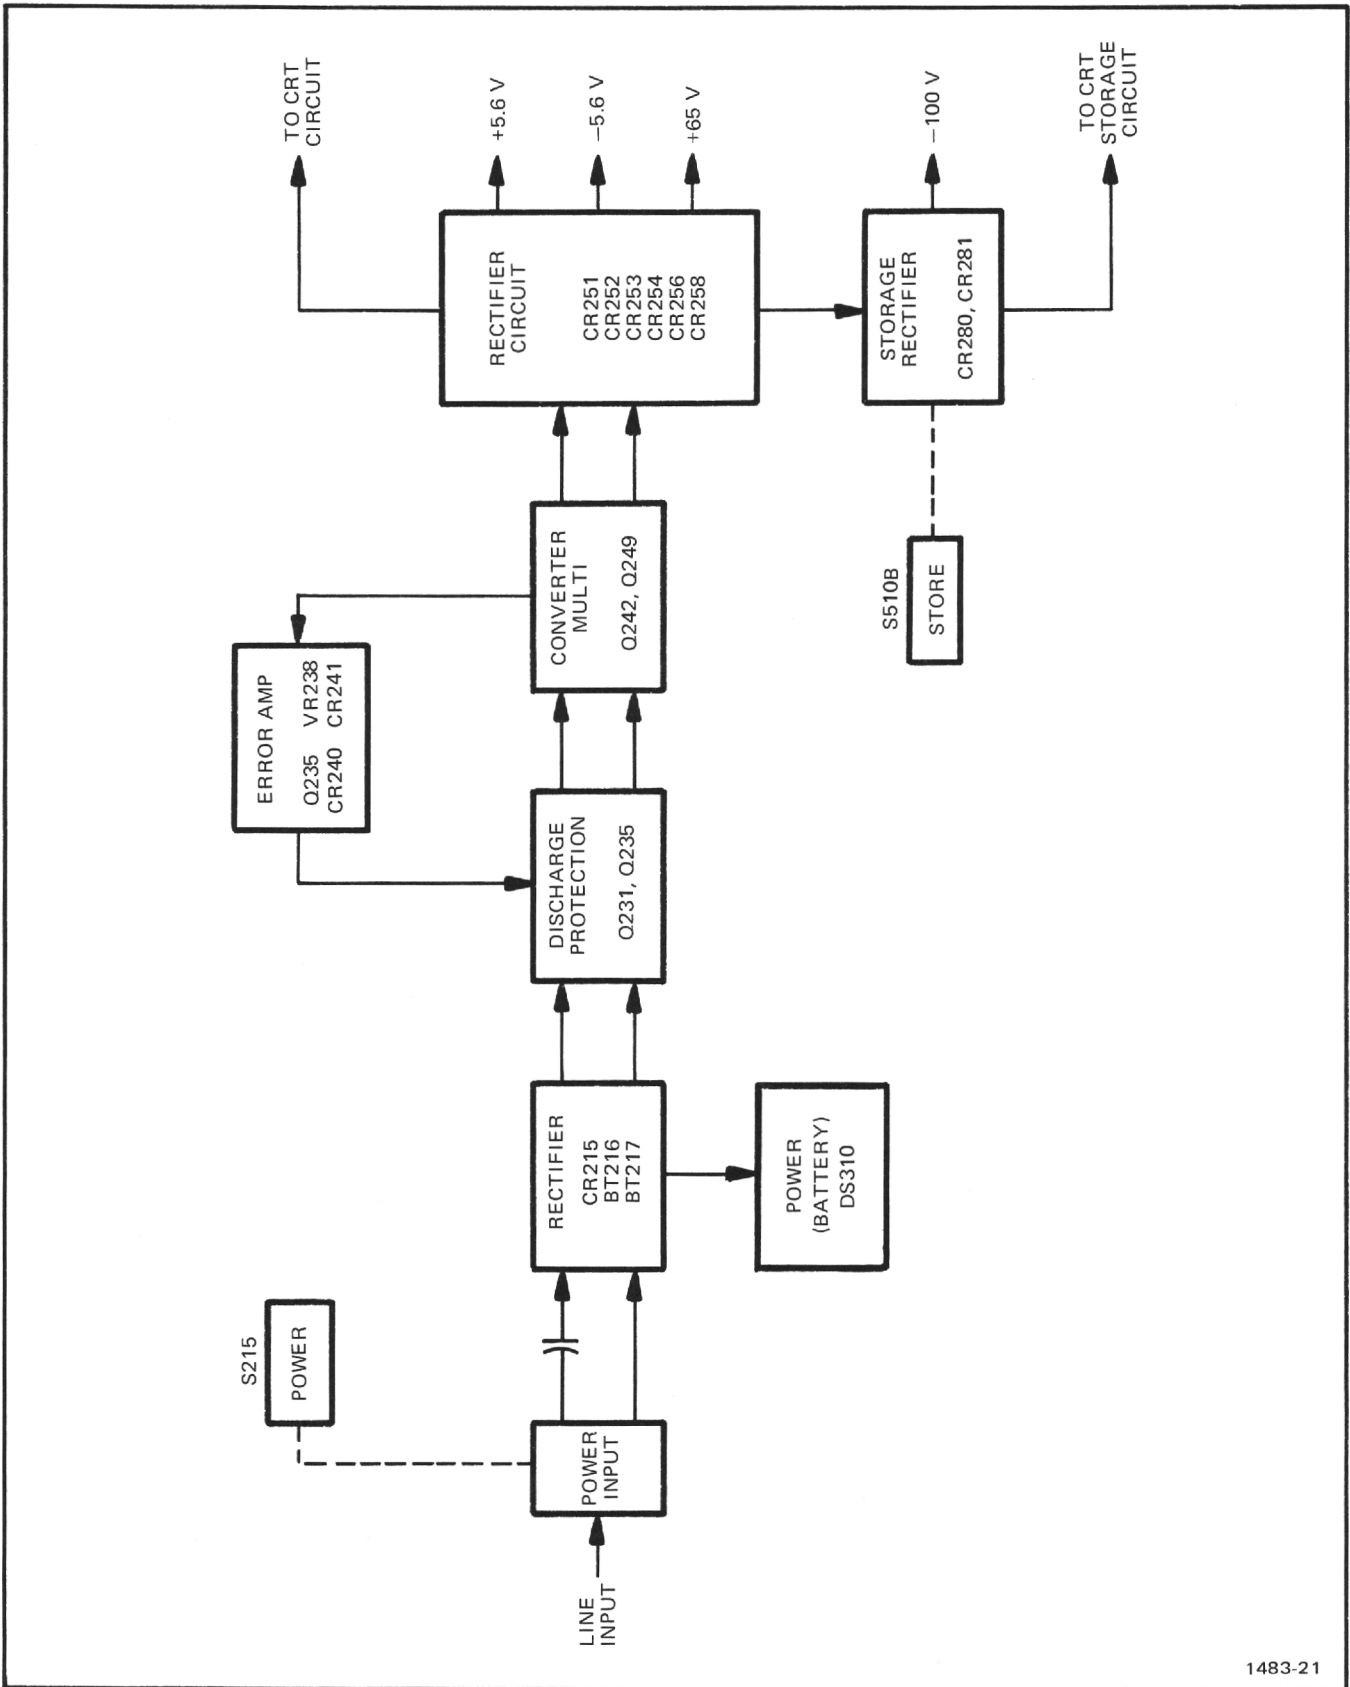 LINE
INPUT
POWER
INPUT
S215
POWER
RECTIFIER
CR215
BT216
BT217
POWER
(BATTERY)
DS310
DISCHARGE
PROTECTION
Q231, Q235
ERROR AMP
Q235 VR238
CR240 CR241
CONVERTER
MULTI
Q242, Q249
S510B
STORE
RECTIFIER
CIRCUIT
CR251
CR252
CR253
CR254
CR256
CR258
STORAGE
RECTIFIER
CR280, CR281
TO CRT
CIRCUIT
+5.6 V
−5.6 V
+65 V
−100 V
TO CRT
STORAGE
CIRCUIT
1483-21